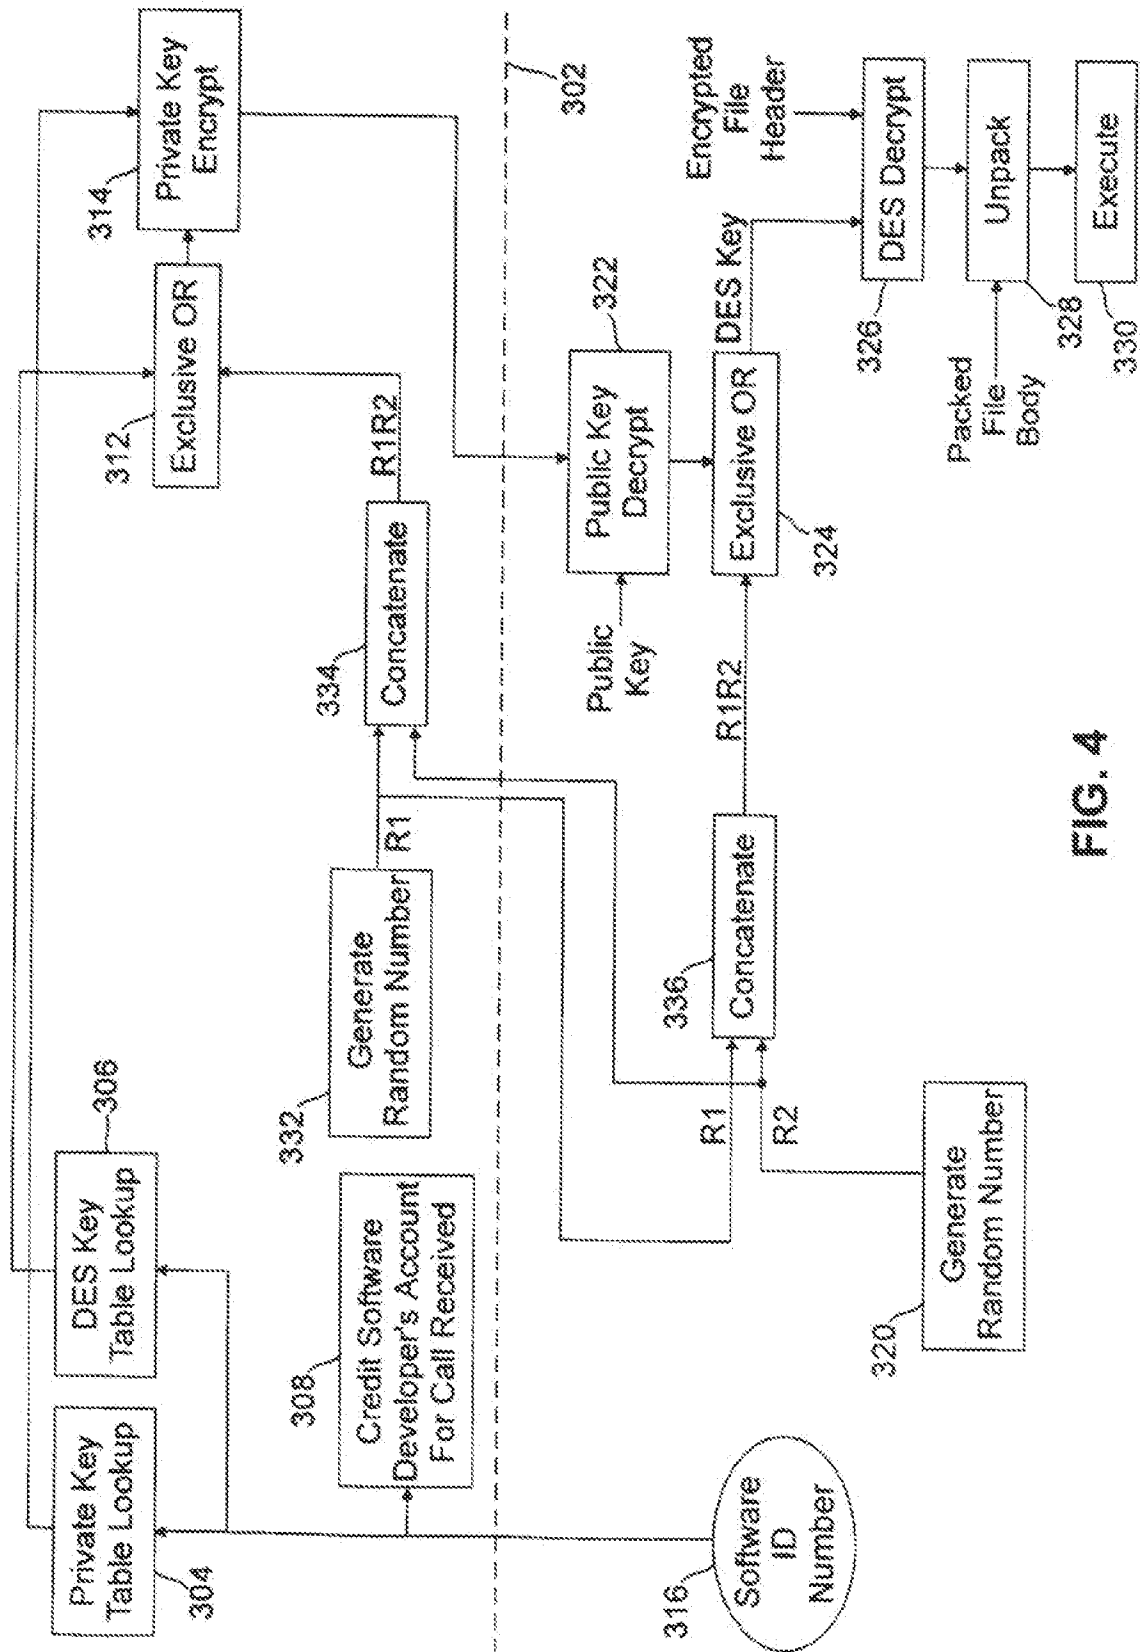 304
Private Key
Table Lookup
306
DES Key
Table Lookup
308
Credit Software
Developer's Account
For Call Received
332
Generate
Random Number
R1
334
Concatenate
R1R2
312
Exclusive OR
314
Private Key
Encrypt
302
316
Software
ID
Number
320
Generate
Random Number
R1
R2
336
Concatenate
R1R2
Public
Key
322
Public Key
Decrypt
324
Exclusive OR
DES Key
Encrypted
File
Header
326
DES Decrypt
Packed
File
Body
328
Unpack
330
Execute
FIG. 4